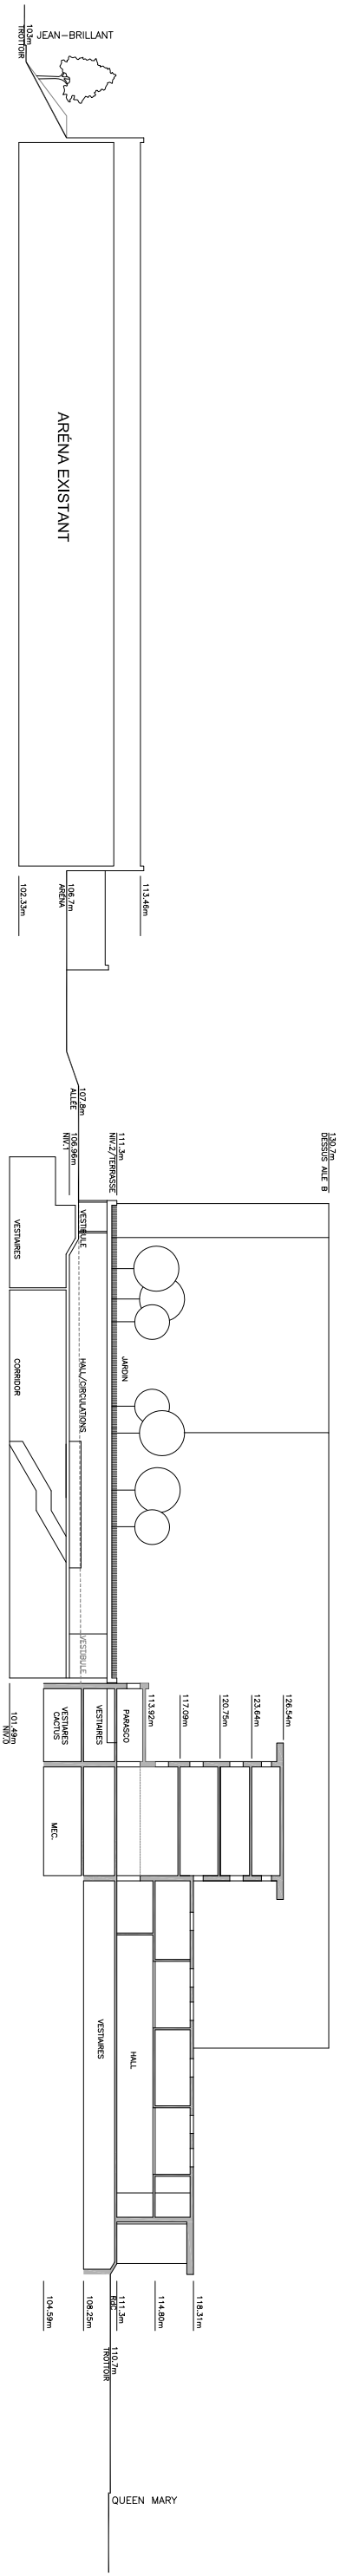 JEAN-BRILLANT
103m
TROTTOIR
ARÉNA EXISTANT
113.46m
106.7m
ARÉNA
102.33m
107.8m
ALLÉE
130.7m
DESSUS AILE B
111.3m
NIV.2/TERRASSE
106.96m
NIV.1
VESTIBULE
VESTIAIRES
JARDIN
HALL/CIRCULATIONS
CORRIDOR
VESTIBULE
101.49m
NIV.0
126.54m
123.64m
120.75m
117.09m
113.92m
PARASCO
VESTIAIRES
VESTIARES
CACTUS
MEC.
HALL
VESTIAIRES
118.31m
114.80m
111.3m
RdC
108.25m
104.59m
110.7m
TROTTOIR
QUEEN MARY